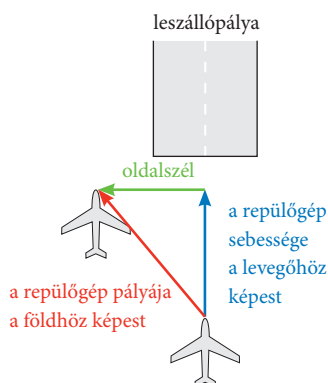 leszállópálya
oldalszél
a repülőgép
sebessége
a levegőhöz
képest
a repülőgép pályája
a földhöz képest